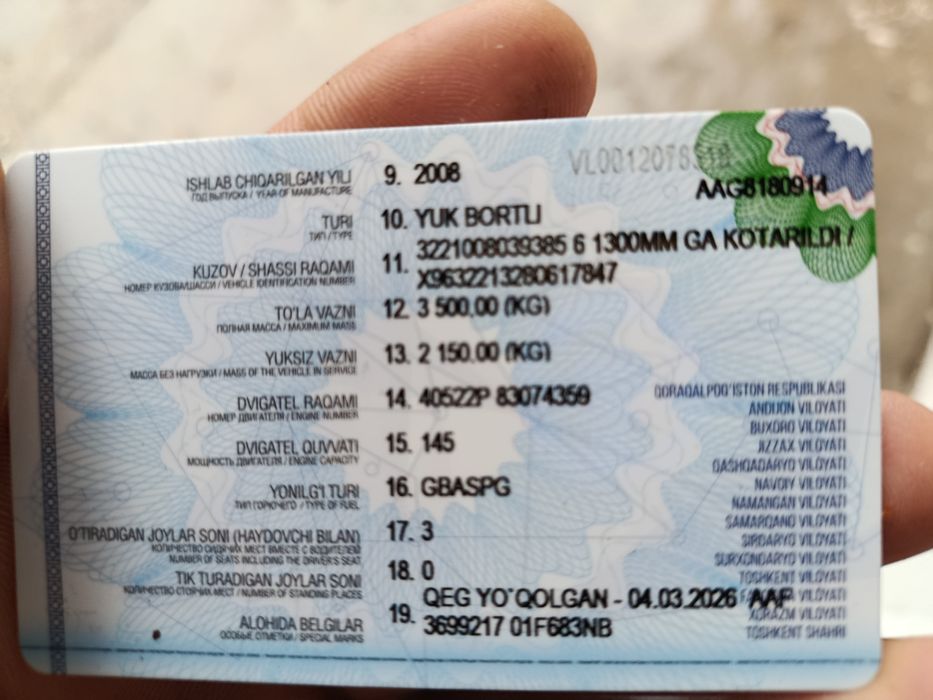 VL0012078318
AAG8180914
ISHLAB CHIQARILGAN YILI 9. 2008
ГОД ВЫПУСКА / YEAR OF MANUFACTURE
TURI 10. YUK BORTLI
ТИП / TYPE
KUZOV / SHASSI RAQAMI 11. 3221008039385 6 1300MM GA KOTARILDI /
НОМЕР КУЗОВА/ШАССИ / VEHICLE IDENTIFICATION NUMBER X9632213280617847
TO'LA VAZNI 12. 3 500.00 (KG)
ПОЛНАЯ МАССА / MAXIMUM MASS
YUKSIZ VAZNI 13. 2 150.00 (KG)
МАССА БЕЗ НАГРУЗКИ / MASS OF THE VEHICLE IN SERVICE
DVIGATEL RAQAMI 14. 40522P 83074359
НОМЕР ДВИГАТЕЛЯ / ENGINE NUMBER
DVIGATEL QUVVATI 15. 145
МОЩНОСТЬ ДВИГАТЕЛЯ / ENGINE CAPACITY
YONILG'I TURI 16. GBASPG
ТИП ГОРЮЧЕГО / TYPE OF FUEL
O'TIRADIGAN JOYLAR SONI (HAYDOVCHI BILAN) 17. 3
КОЛИЧЕСТВО СИДЯЧИХ МЕСТ ВМЕСТЕ С ВОДИТЕЛЕМ
NUMBER OF SEATS INCLUDING THE DRIVER'S SEAT
TIK TURADIGAN JOYLAR SONI 18. 0
КОЛИЧЕСТВО СТОЯЧИХ МЕСТ / NUMBER OF STANDING PLACES
ALOHIDA BELGILAR 19. QEG YO`QOLGAN - 04.03.2026 AAF
ОСОБЫЕ ОТМЕТКИ / SPECIAL MARKS 3699217 01F683NB
QORAQALPOG'ISTON RESPUBLIKASI
ANDIJON VILOYATI
BUXORO VILOYATI
JIZZAX VILOYATI
QASHQADARYO VILOYATI
NAVOIY VILOYATI
NAMANGAN VILOYATI
SAMARQAND VILOYATI
SIRDARYO VILOYATI
SURXONDARYO VILOYATI
TOSHKENT VILOYATI
VILOYATI
XORAZM VILOYATI
TOSHKENT SHAHRI